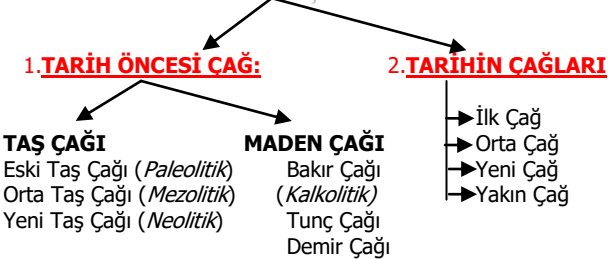 1.TARİH ÖNCESİ ÇAĞ:
2.TARİHİN ÇAĞLARI
TAŞ ÇAĞI
Eski Taş Çağı (Paleolitik)
Orta Taş Çağı (Mezolitik)
Yeni Taş Çağı (Neolitik)
MADEN ÇAĞI
Bakır Çağı
(Kalkolitik)
Tunç Çağı
Demir Çağı
İlk Çağ
Orta Çağ
Yeni Çağ
Yakın Çağ